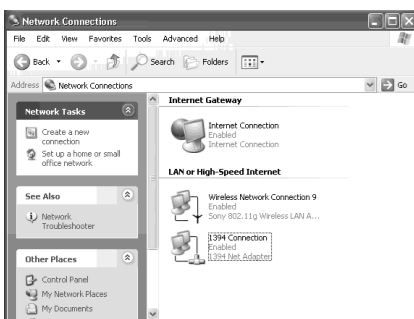 Network Connections
File Edit View Favorites Tools Advanced Help
Back Search Folders
Address Network Connections Go
Network Tasks
Create a new
connection
Set up a home or small
office network
See Also
Network
Troubleshooter
Other Places
Control Panel
My Network Places
My Documents
Internet Gateway
Internet Connection
Enabled
Internet Connection
LAN or High-Speed Internet
Wireless Network Connection 9
Enabled
Sony 802.11g Wireless LAN A...
1394 Connection
Enabled
1394 Net Adapter